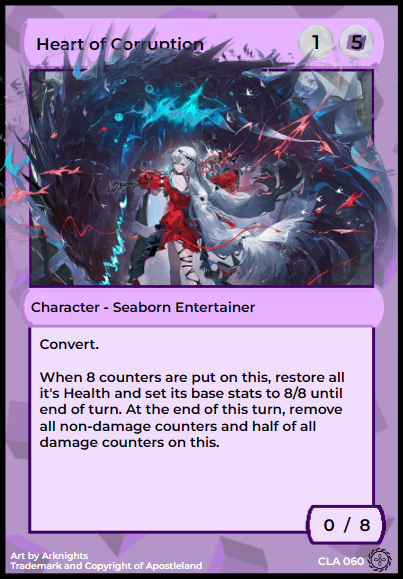 Heart of Corruption
1 5
Character - Seaborn Entertainer
Convert.
When 8 counters are put on this, restore all
it's Health and set its base stats to 8/8 until
end of turn. At the end of this turn, remove
all non-damage counters and half of all
damage counters on this.
0 / 8
Art by Arknights
Trademark and Copyright of Apostleland
CLA 060